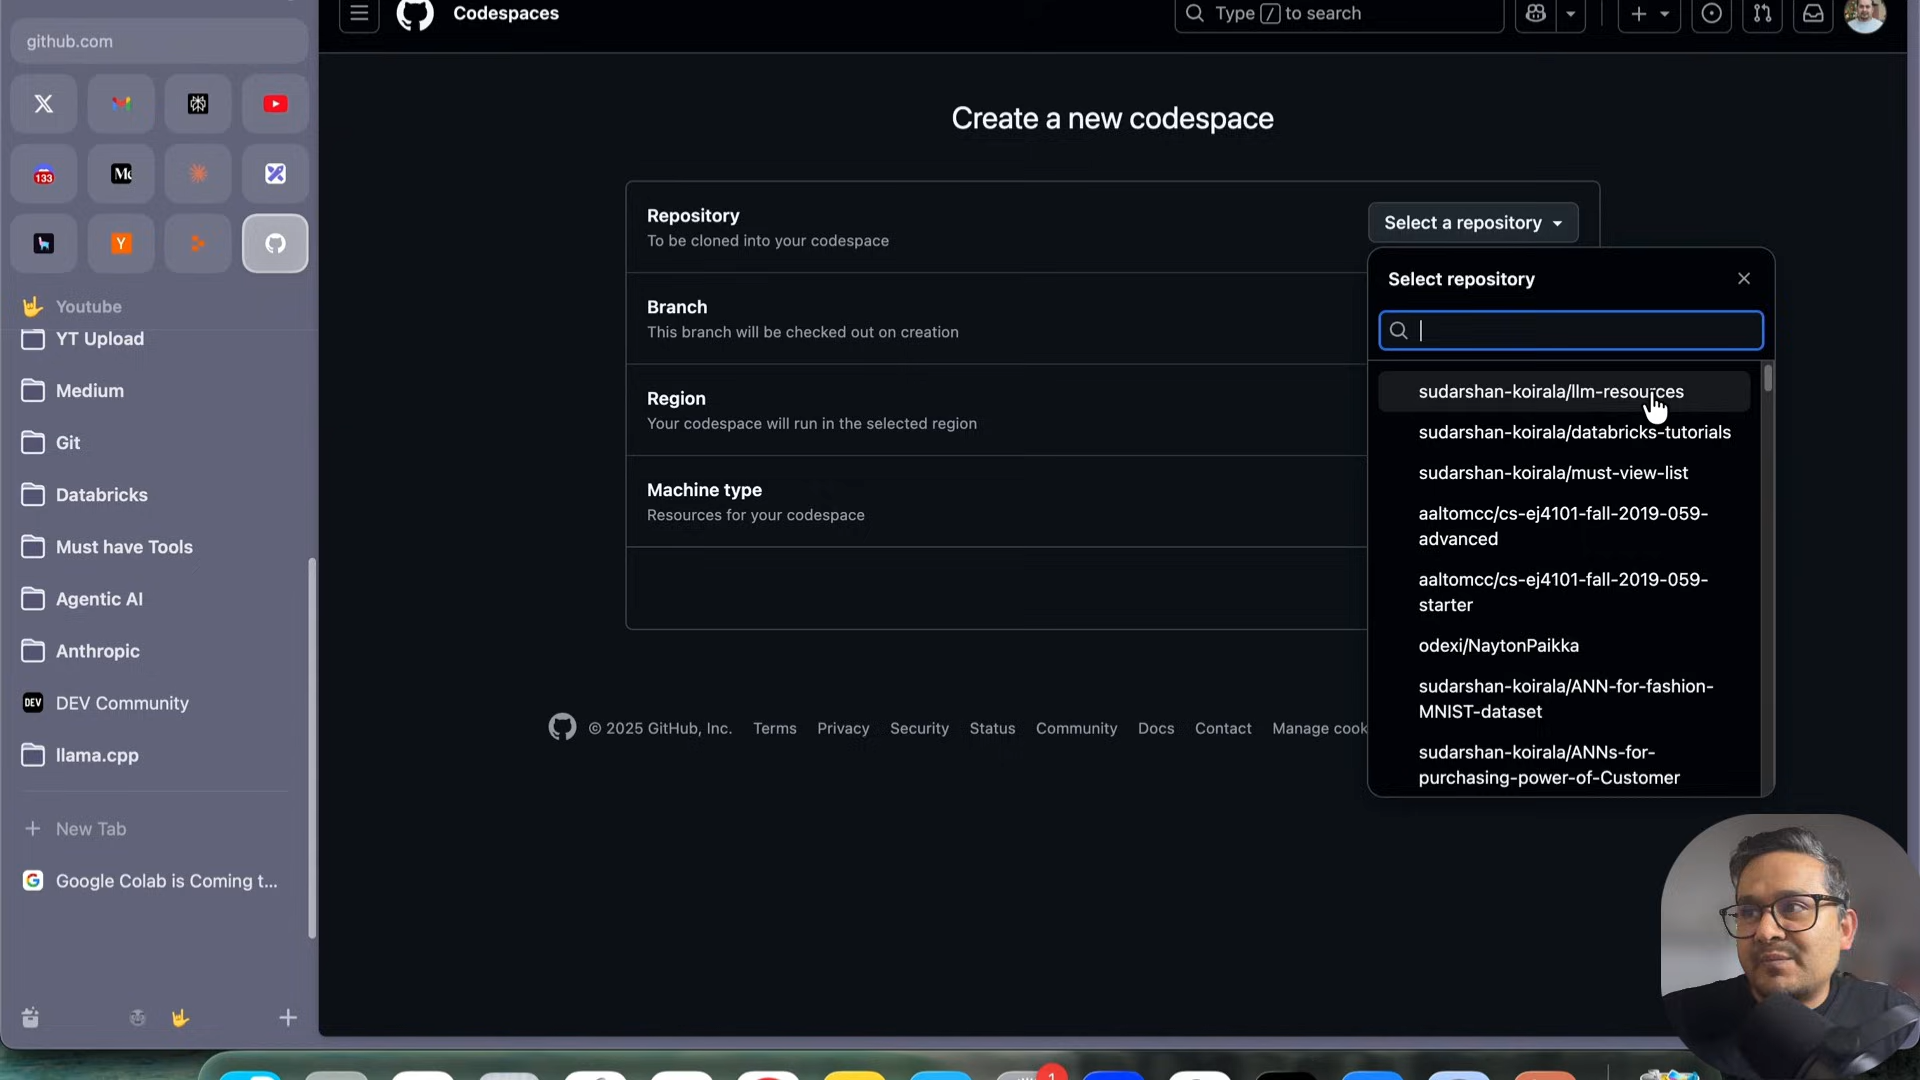 github.com
133
Youtube
YT Upload
Medium
Git
Databricks
Must have Tools
Agentic AI
Anthropic
DEV DEV Community
llama.cpp
New Tab
Google Colab is Coming t...
Codespaces
Type / to search
Create a new codespace
Repository
To be cloned into your codespace
Select a repository
Branch
This branch will be checked out on creation
Region
Your codespace will run in the selected region
Machine type
Resources for your codespace
Select repository
sudarshan-koirala/llm-resources
sudarshan-koirala/databricks-tutorials
sudarshan-koirala/must-view-list
aaltomcc/cs-ej4101-fall-2019-059-
advanced
aaltomcc/cs-ej4101-fall-2019-059-
starter
odexi/NaytonPaikka
sudarshan-koirala/ANN-for-fashion-
MNIST-dataset
sudarshan-koirala/ANNs-for-
purchasing-power-of-Customer
© 2025 GitHub, Inc. Terms Privacy Security Status Community Docs Contact Manage cook
1